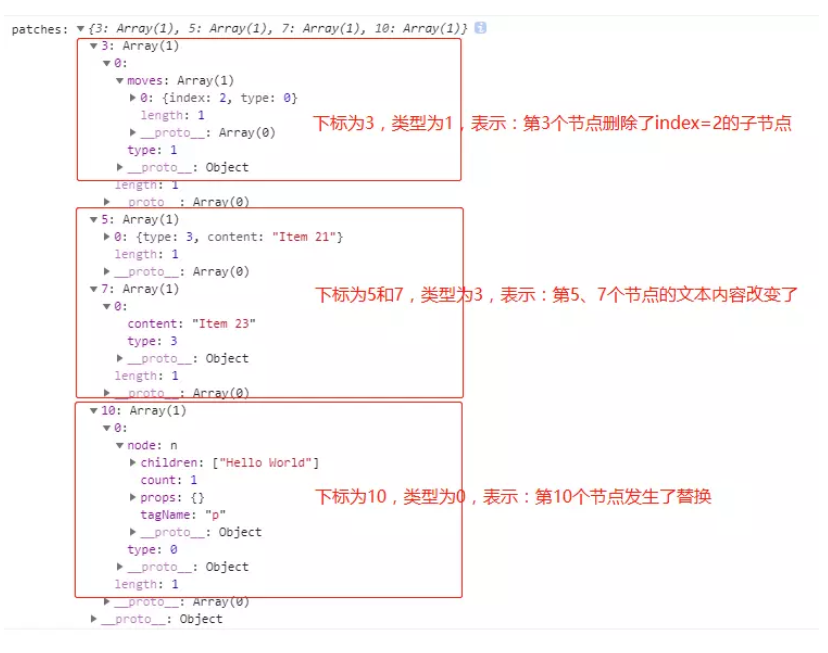 patches: ▼{3: Array(1), 5: Array(1), 7: Array(1), 10: Array(1)} i
▼3: Array(1)
▼0:
▼moves: Array(1)
▶0: {index: 2, type: 0}
length: 1
▶__proto__: Array(0)
type: 1
▶__proto__: Object
length: 1
▶__proto__: Array(0)
下标为3，类型为1，表示：第3个节点删除了index=2的子节点
▼5: Array(1)
▶0: {type: 3, content: "Item 21"}
length: 1
▶__proto__: Array(0)
▼7: Array(1)
▼0:
content: "Item 23"
type: 3
▶__proto__: Object
length: 1
▶__proto__: Array(0)
下标为5和7，类型为3，表示：第5、7个节点的文本内容改变了
▼10: Array(1)
▼0:
▼node: n
▶children: ["Hello World"]
count: 1
▶props: {}
tagName: "p"
▶__proto__: Object
type: 0
▶__proto__: Object
length: 1
▶__proto__: Array(0)
▶__proto__: Object
下标为10，类型为0，表示：第10个节点发生了替换